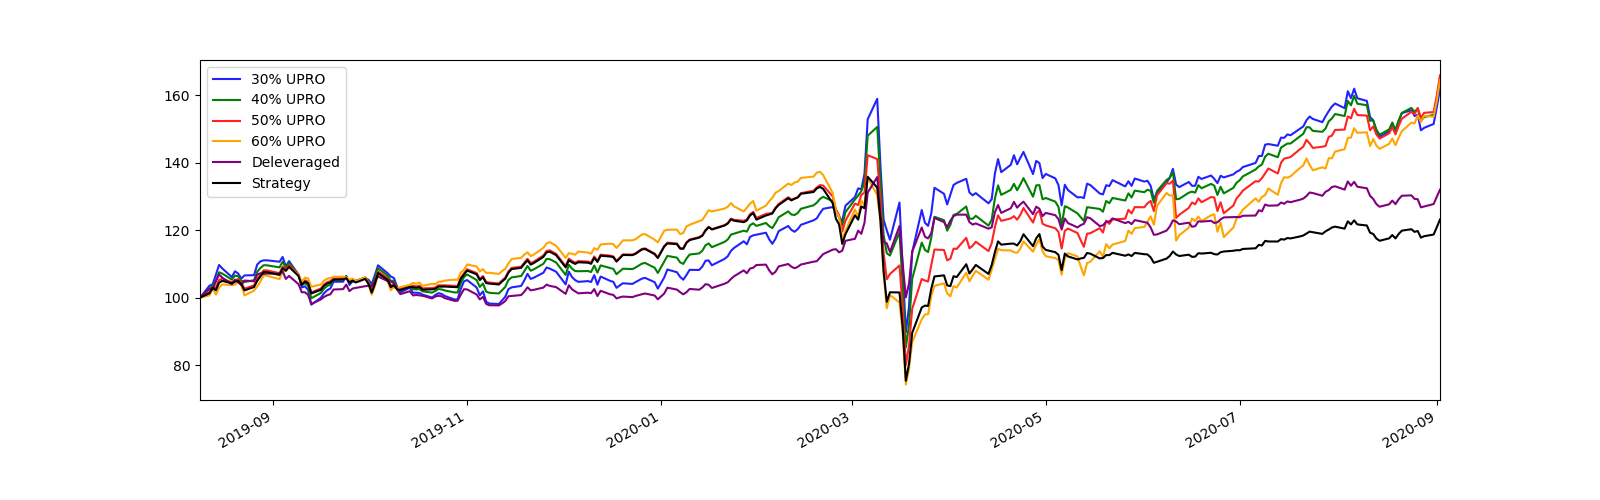 30% UPRO
40% UPRO
50% UPRO
60% UPRO
Deleveraged
Strategy
160
140
120
100
80
2019-09
2019-11
2020-01
2020-03
2020-05
2020-07
2020-09